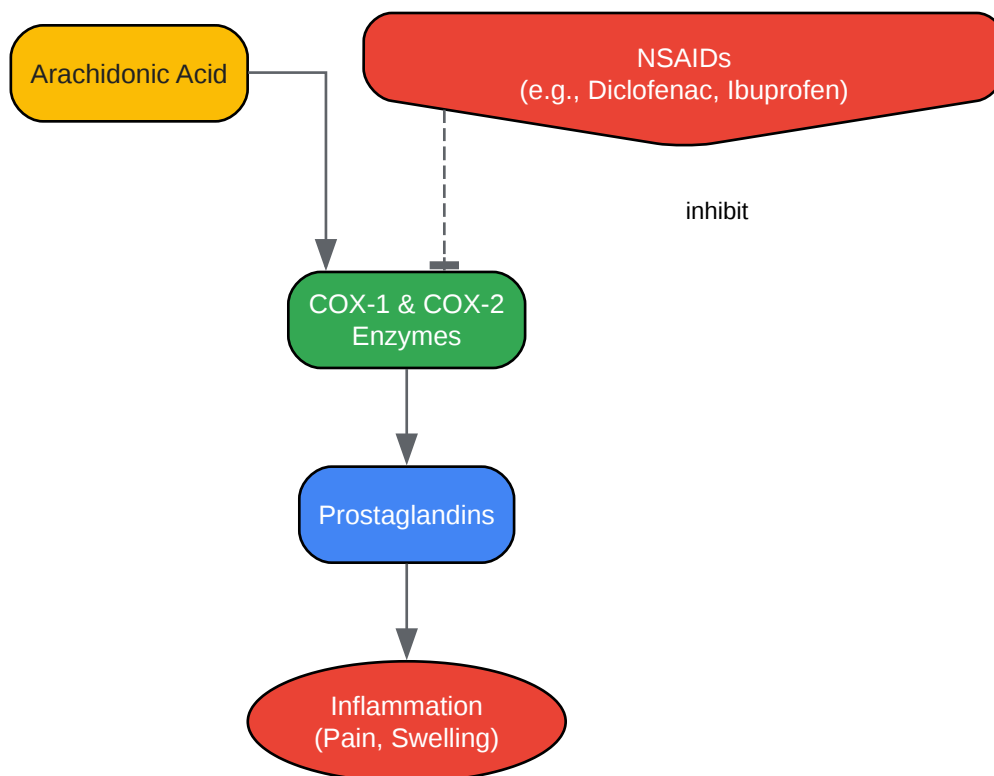 Arachidonic Acid
NSAIDs
(e.g., Diclofenac, Ibuprofen)
inhibit
COX-1 & COX-2
Enzymes
Prostaglandins
Inflammation
(Pain, Swelling)